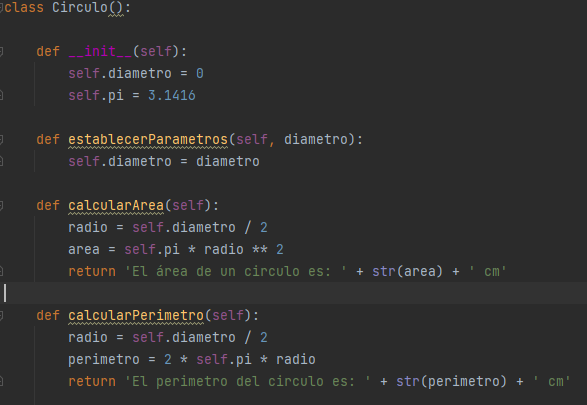 class Circulo():
def __init__(self):
self.diametro = 0
self.pi = 3.1416
def establecerParametros(self, diametro):
self.diametro = diametro
def calcularArea(self):
radio = self.diametro / 2
area = self.pi * radio ** 2
return 'El área de un circulo es: ' + str(area) + ' cm'
def calcularPerimetro(self):
radio = self.diametro / 2
perimetro = 2 * self.pi * radio
return 'El perimetro del circulo es: ' + str(perimetro) + ' cm'